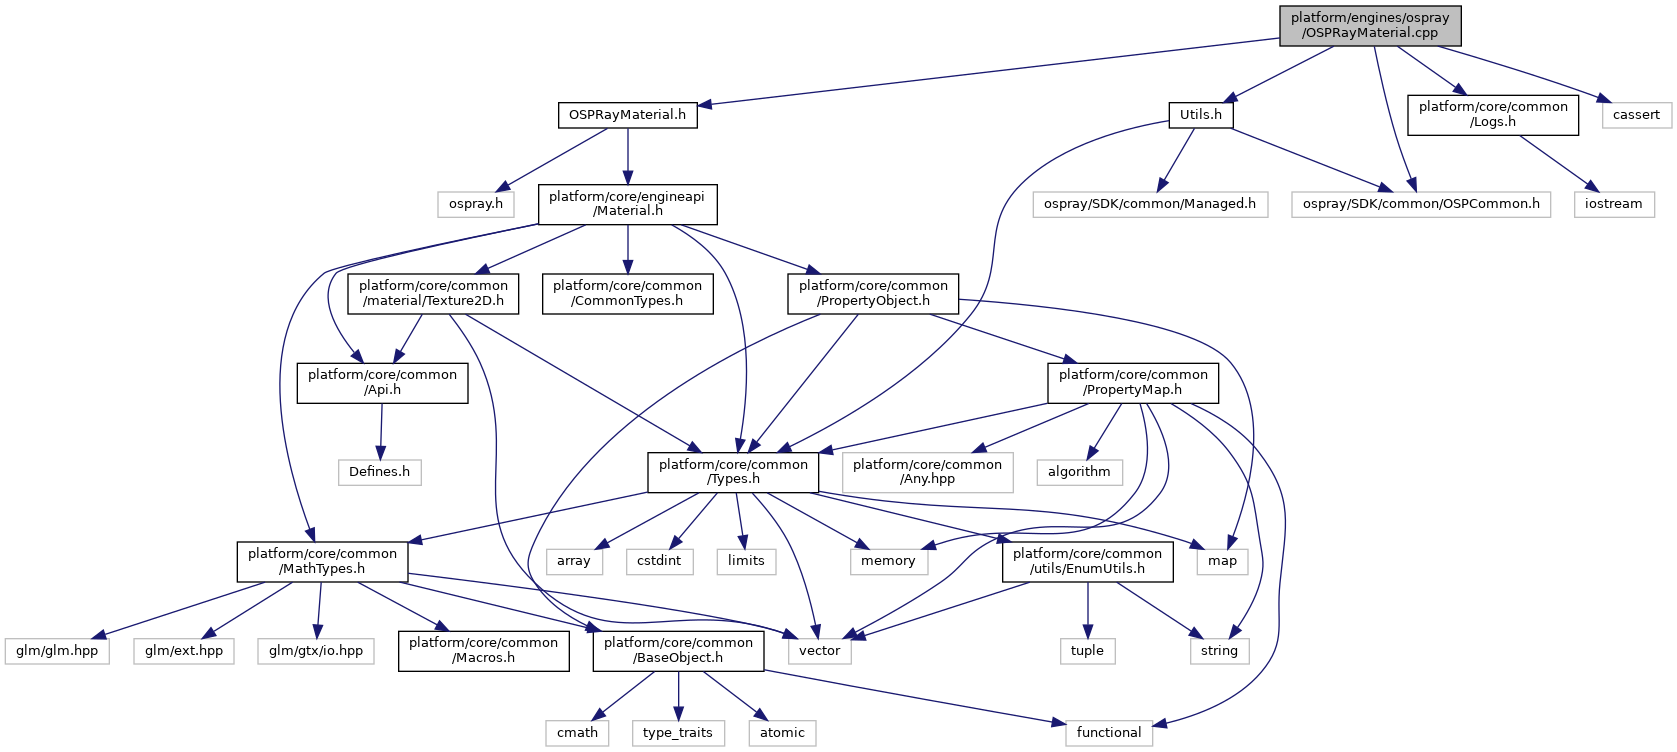 platform/engines/ospray
/OSPRayMaterial.cpp
OSPRayMaterial.h
Utils.h
platform/core/common
/Logs.h
cassert
ospray.h
platform/core/engineapi
/Material.h
ospray/SDK/common/Managed.h
ospray/SDK/common/OSPCommon.h
iostream
platform/core/common
/material/Texture2D.h
platform/core/common
/CommonTypes.h
platform/core/common
/PropertyObject.h
platform/core/common
/Api.h
platform/core/common
/PropertyMap.h
Defines.h
platform/core/common
/Types.h
platform/core/common
/Any.hpp
algorithm
platform/core/common
/MathTypes.h
array
cstdint
limits
memory
platform/core/common
/utils/EnumUtils.h
map
glm/glm.hpp
glm/ext.hpp
glm/gtx/io.hpp
platform/core/common
/Macros.h
platform/core/common
/BaseObject.h
vector
tuple
string
cmath
type_traits
atomic
functional